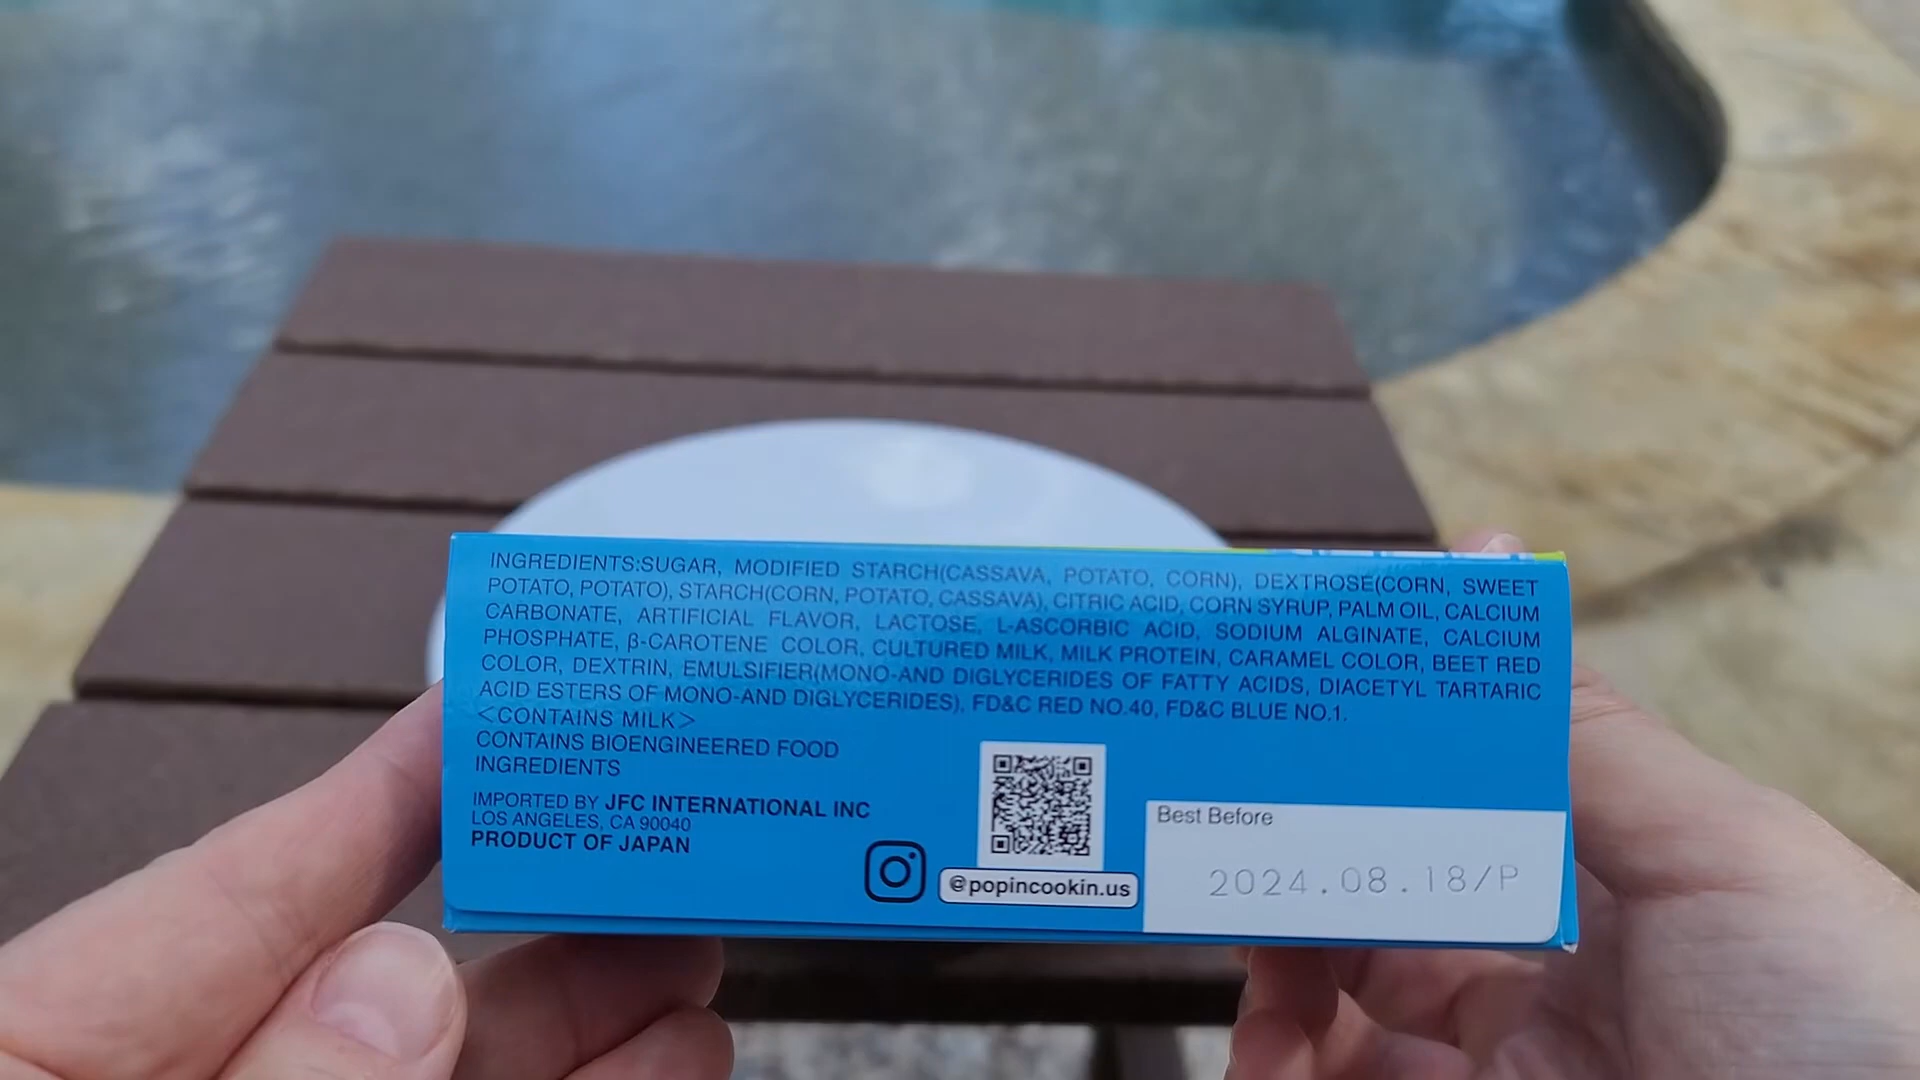 INGREDIENTS:SUGAR, MODIFIED STARCH(CASSAVA, POTATO, CORN), DEXTROSE(CORN, SWEET
POTATO, POTATO), STARCH(CORN, POTATO, CASSAVA), CITRIC ACID, CORN SYRUP, PALM OIL, CALCIUM
CARBONATE, ARTIFICIAL FLAVOR, LACTOSE, L-ASCORBIC ACID, SODIUM ALGINATE, CALCIUM
PHOSPHATE, β-CAROTENE COLOR, CULTURED MILK, MILK PROTEIN, CARAMEL COLOR, BEET RED
COLOR, DEXTRIN, EMULSIFIER(MONO-AND DIGLYCERIDES OF FATTY ACIDS, DIACETYL TARTARIC
ACID ESTERS OF MONO-AND DIGLYCERIDES), FD&C RED NO.40, FD&C BLUE NO.1.
<CONTAINS MILK>
CONTAINS BIOENGINEERED FOOD
INGREDIENTS
IMPORTED BY JFC INTERNATIONAL INC
LOS ANGELES, CA 90040
PRODUCT OF JAPAN
@popincookin.us
Best Before
2024.08.18/P